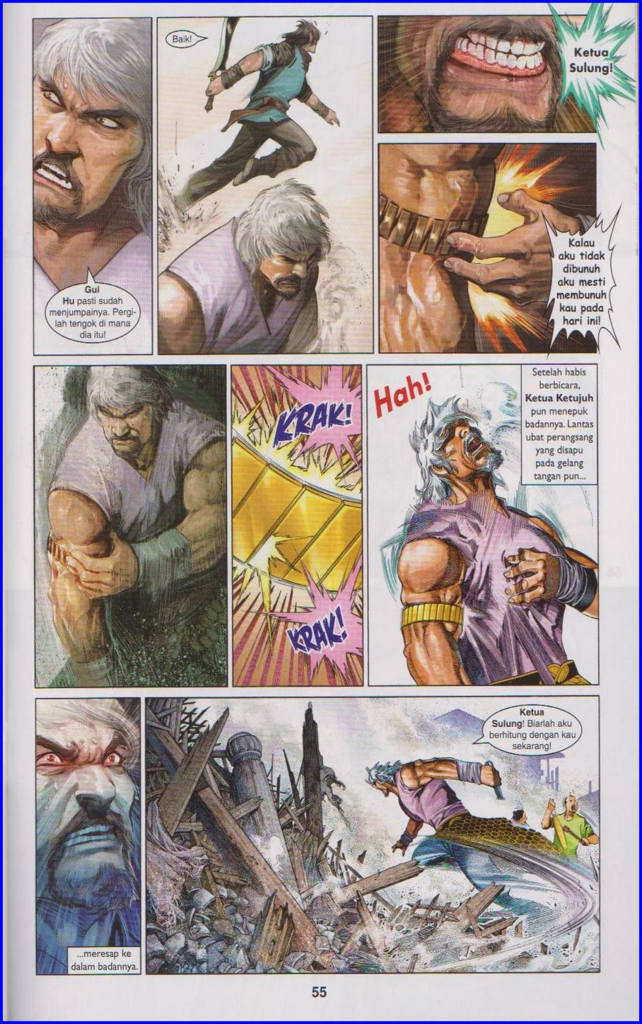 Gui
Hu pasti sudah
menjumpainya. Pergi-
lah tengok di mana
dia itu!
Baik!
Ketua
Sulung!
Kalau
aku tidak
dibunuh
aku mesti
membunuh
kau pada
hari ini!
KRAK!
KRAK!
Hah!
Setelah habis
berbicara,
Ketua Ketujuh
pun menepuk
badannya. Lantas
ubat perangsang
yang disapu
pada gelang
tangan pun...
...meresap ke
dalam badannya.
Ketua
Sulung! Biarlah aku
berhitung dengan kau
sekarang!
55